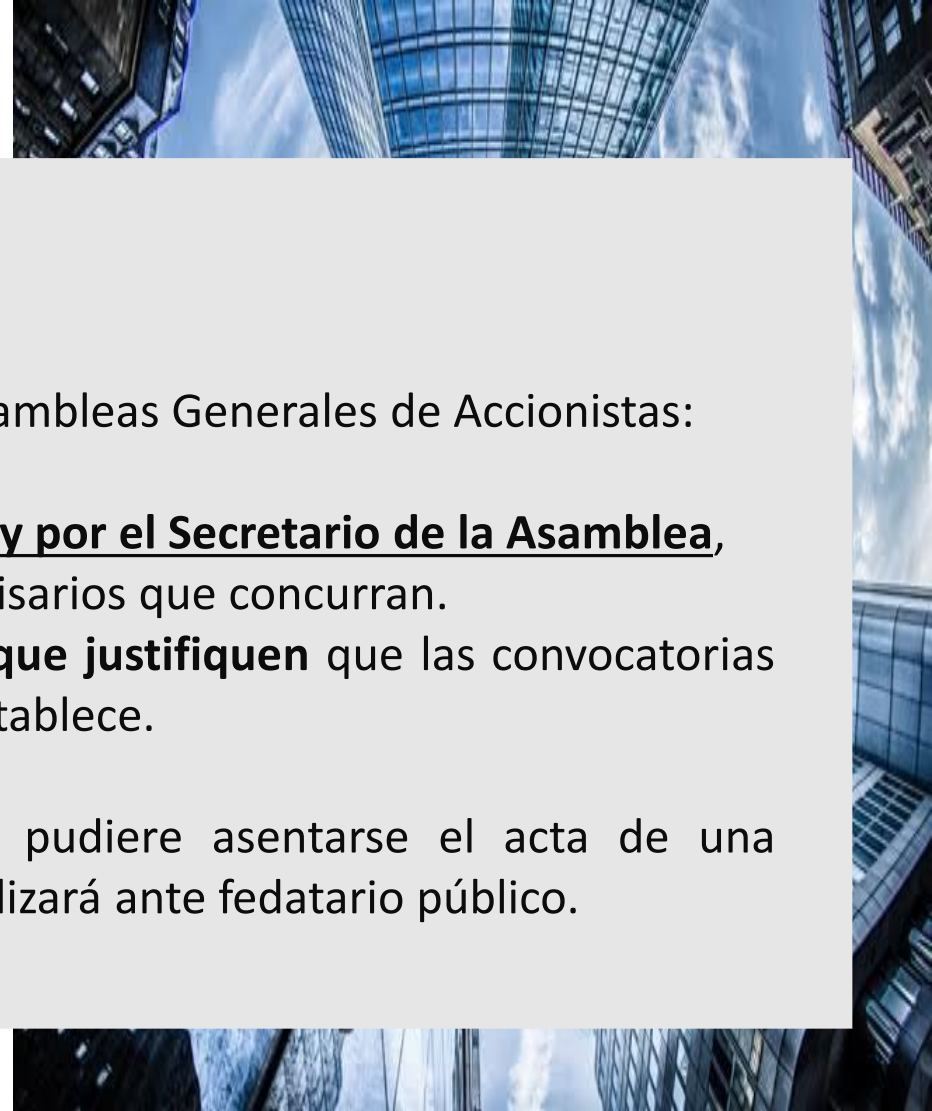 ambleas Generales de Accionistas:
y por el Secretario de la Asamblea,
isarios que concurran.
que justifiquen que las convocatorias
tablece.
pudiere asentarse el acta de una
lizará ante fedatario público.